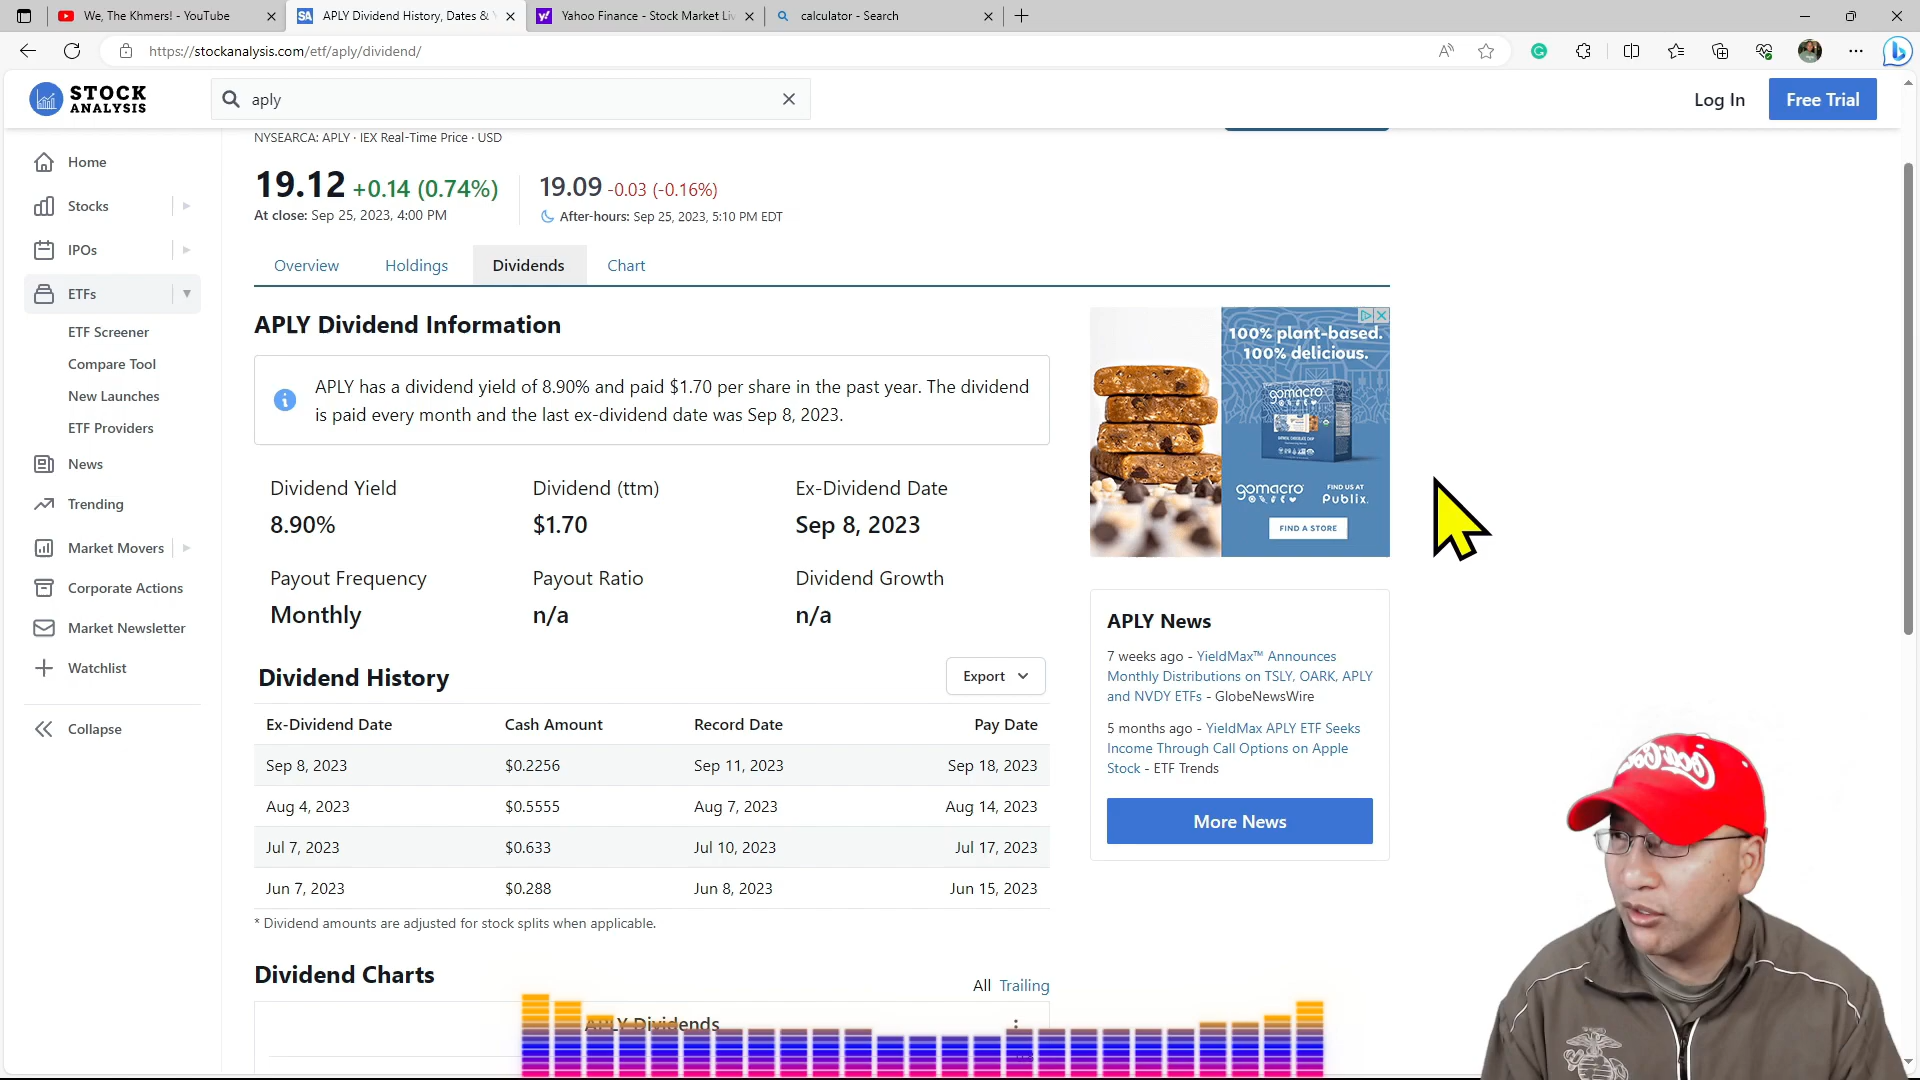 We, The Khmers! - YouTube
APLY Dividend History, Dates &
Yahoo Finance - Stock Market Liv
calculator - Search
https://stockanalysis.com/etf/aply/dividend/
STOCK
ANALYSIS
aply
Log In
Free Trial
Home
Stocks
IPOs
ETFs
ETF Screener
Compare Tool
New Launches
ETF Providers
News
Trending
Market Movers
Corporate Actions
Market Newsletter
Watchlist
Collapse
NYSEARCA: APLY · IEX Real-Time Price · USD
19.12 +0.14 (0.74%)
At close: Sep 25, 2023, 4:00 PM
19.09 -0.03 (-0.16%)
After-hours: Sep 25, 2023, 5:10 PM EDT
Overview Holdings Dividends Chart
APLY Dividend Information
APLY has a dividend yield of 8.90% and paid $1.70 per share in the past year. The dividend
is paid every month and the last ex-dividend date was Sep 8, 2023.
Dividend Yield
8.90%
Dividend (ttm)
$1.70
Ex-Dividend Date
Sep 8, 2023
Payout Frequency
Monthly
Payout Ratio
n/a
Dividend Growth
n/a
Dividend History
Export
Ex-Dividend Date Cash Amount Record Date Pay Date
Sep 8, 2023 $0.2256 Sep 11, 2023 Sep 18, 2023
Aug 4, 2023 $0.5555 Aug 7, 2023 Aug 14, 2023
Jul 7, 2023 $0.633 Jul 10, 2023 Jul 17, 2023
Jun 7, 2023 $0.288 Jun 8, 2023 Jun 15, 2023
* Dividend amounts are adjusted for stock splits when applicable.
Dividend Charts
All Trailing
APLY Dividends
100% plant-based.
100% delicious.
gomacro
gomacro
FIND US AT
Publix.
FIND A STORE
APLY News
7 weeks ago - YieldMax™ Announces
Monthly Distributions on TSLY, OARK, APLY
and NVDY ETFs - GlobeNewsWire
5 months ago - YieldMax APLY ETF Seeks
Income Through Call Options on Apple
Stock - ETF Trends
More News
Coca-Cola